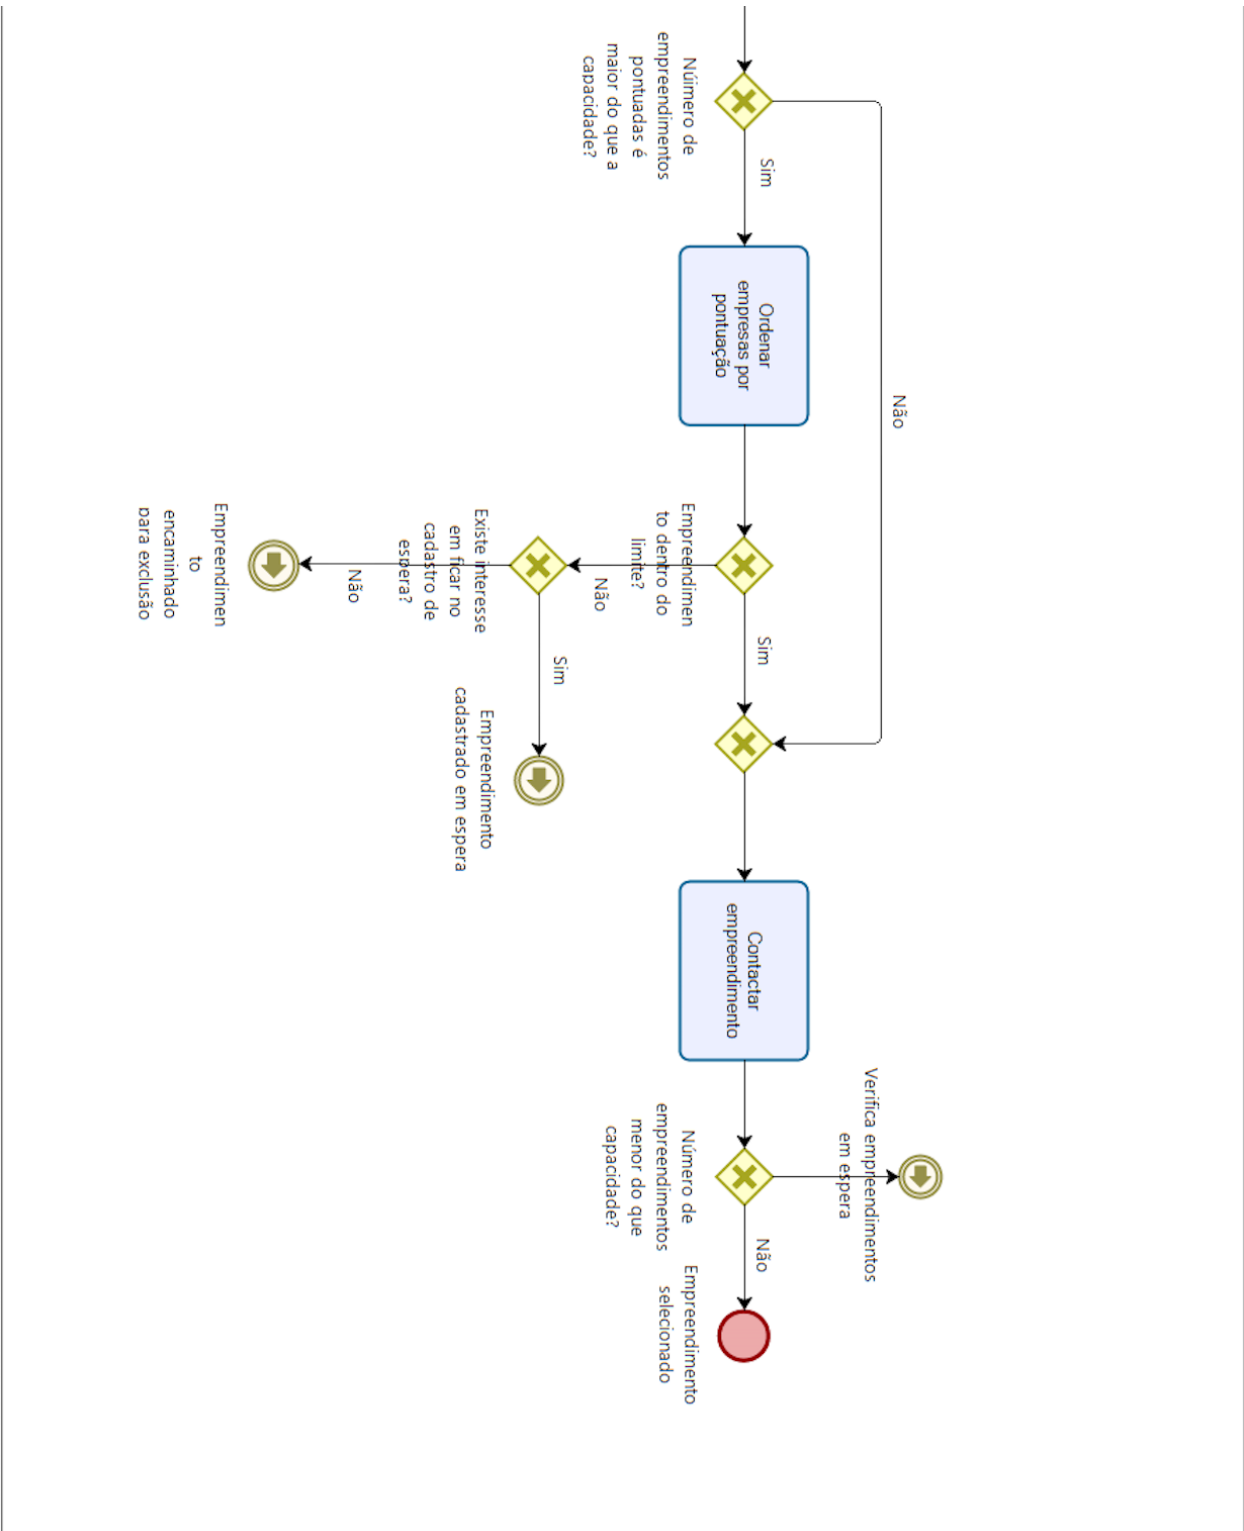 Núimero de
empreendimentos
pontuadas é
maior do que a
capacidade?
Sim
Não
Ordenar
empresas por
pontuação
Empreendimen
to dentro do
limite?
Sim
Não
Existe interesse
em ficar no
cadastro de
espera?
Não
Empreendimen
to
encaminhado
para exclusão
Sim
Empreendimento
cadastrado em espera
Contactar
empreendimento
Verifica empreendimentos
em espera
Número de
empreendimentos
menor do que
capacidade?
Não
Empreendimento
selecionado